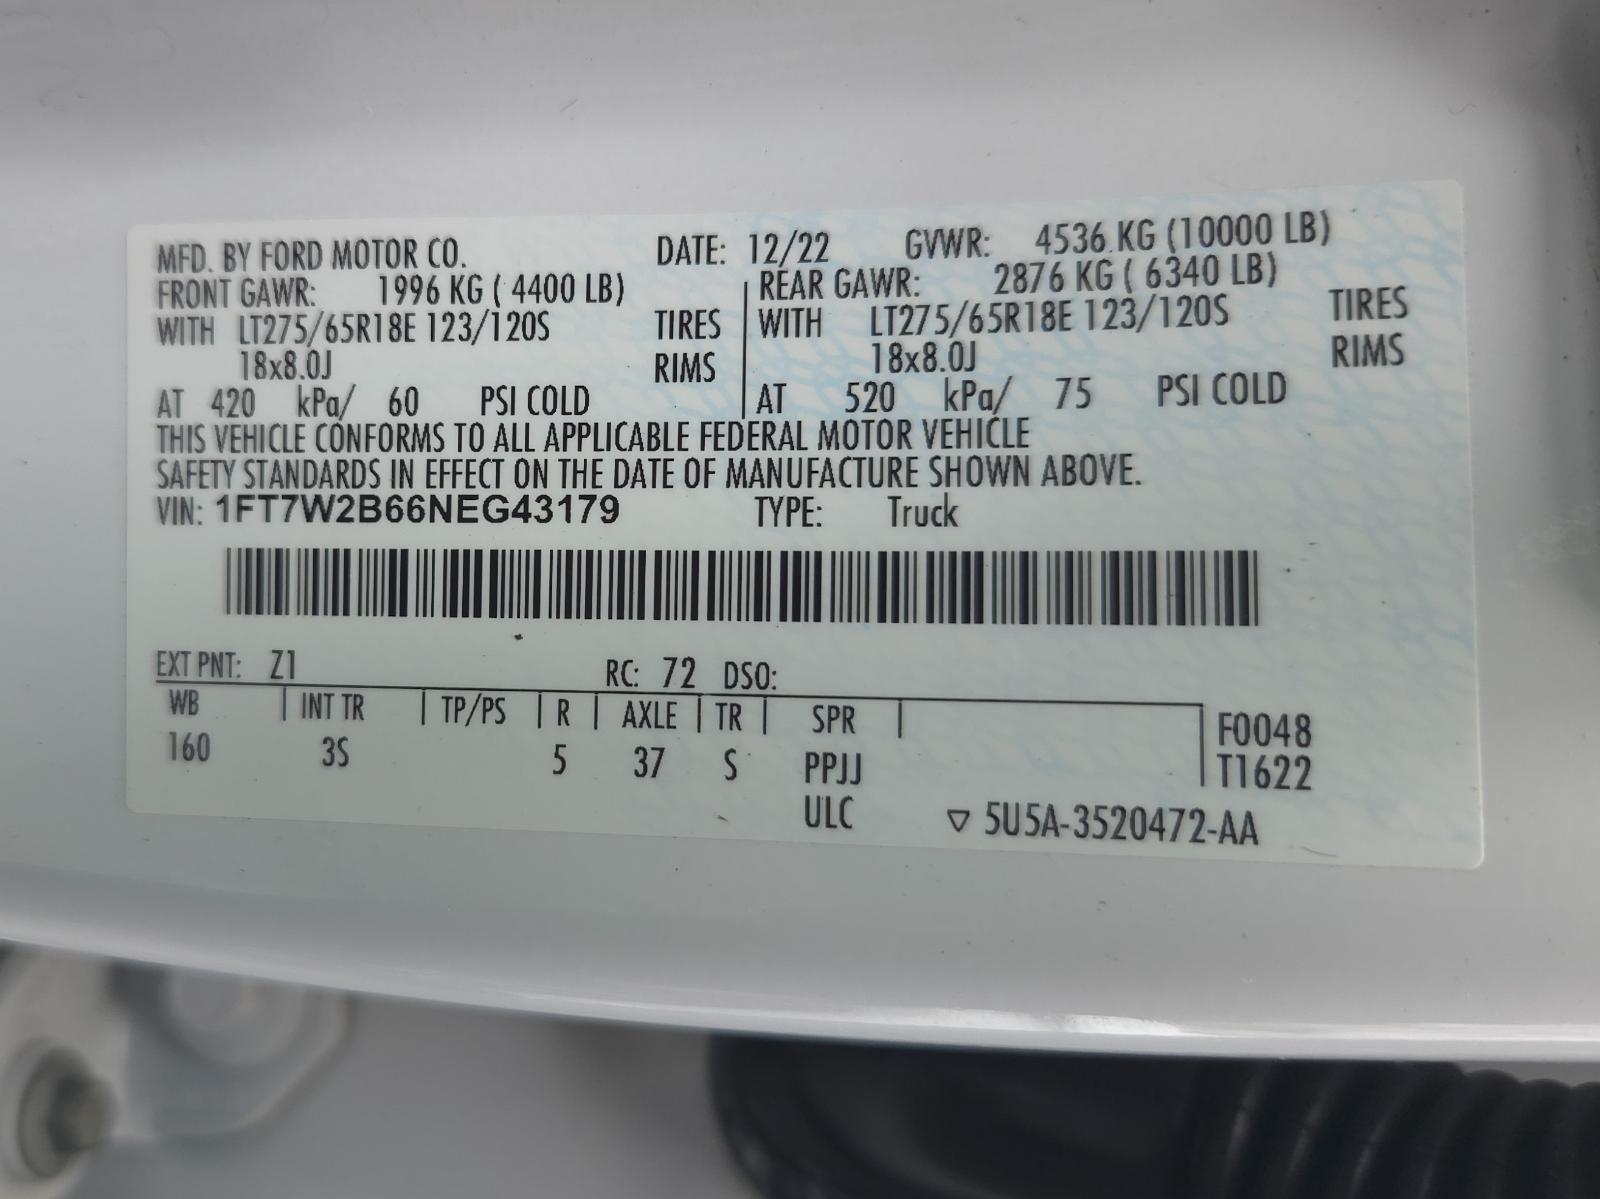 MFD. BY FORD MOTOR CO. DATE: 12/22 GVWR: 4536 KG (10000 LB)
FRONT GAWR: 1996 KG ( 4400 LB) REAR GAWR: 2876 KG ( 6340 LB)
WITH LT275/65R18E 123/120S TIRES WITH LT275/65R18E 123/120S TIRES
18x8.0J RIMS 18x8.0J RIMS
AT 420 kPa/ 60 PSI COLD AT 520 kPa/ 75 PSI COLD
THIS VEHICLE CONFORMS TO ALL APPLICABLE FEDERAL MOTOR VEHICLE
SAFETY STANDARDS IN EFFECT ON THE DATE OF MANUFACTURE SHOWN ABOVE.
VIN: 1FT7W2B66NEG43179 TYPE: Truck
EXT PNT: Z1 RC: 72 DSO:
WB | INT TR | TP/PS | R | AXLE | TR | SPR | F0048
160 3S 5 37 S PPJJ T1622
ULC ▽ 5U5A-3520472-AA